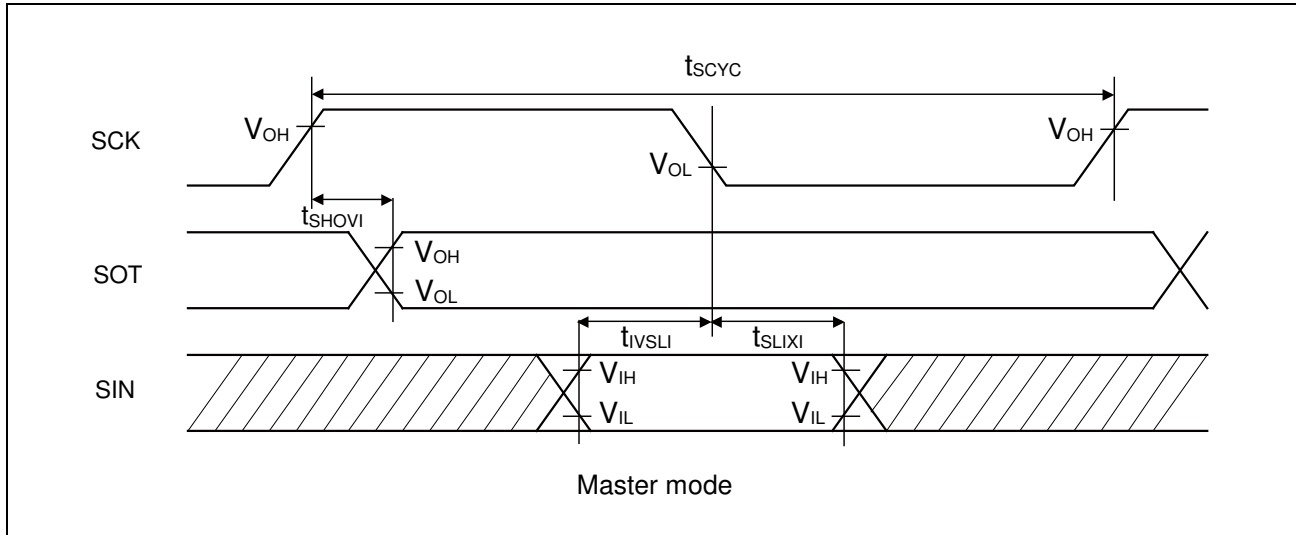 tSCYC
SCK
VOH
VOL
VOH
tSHOVI
SOT
VOH
VOL
tIVSLI
tSLIXI
SIN
VIH
VIL
VIH
VIL
Master mode